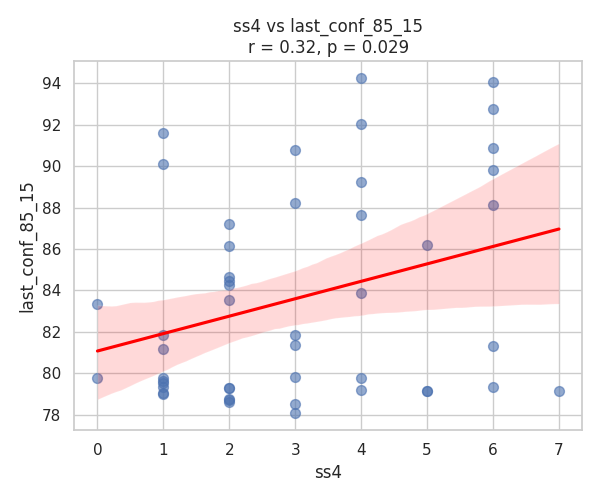 ss4 vs last_conf_85_15
r = 0.32, p = 0.029
94
92
90
88
86
84
82
80
78
last_conf_85_15
0 1 2 3 4 5 6 7
ss4